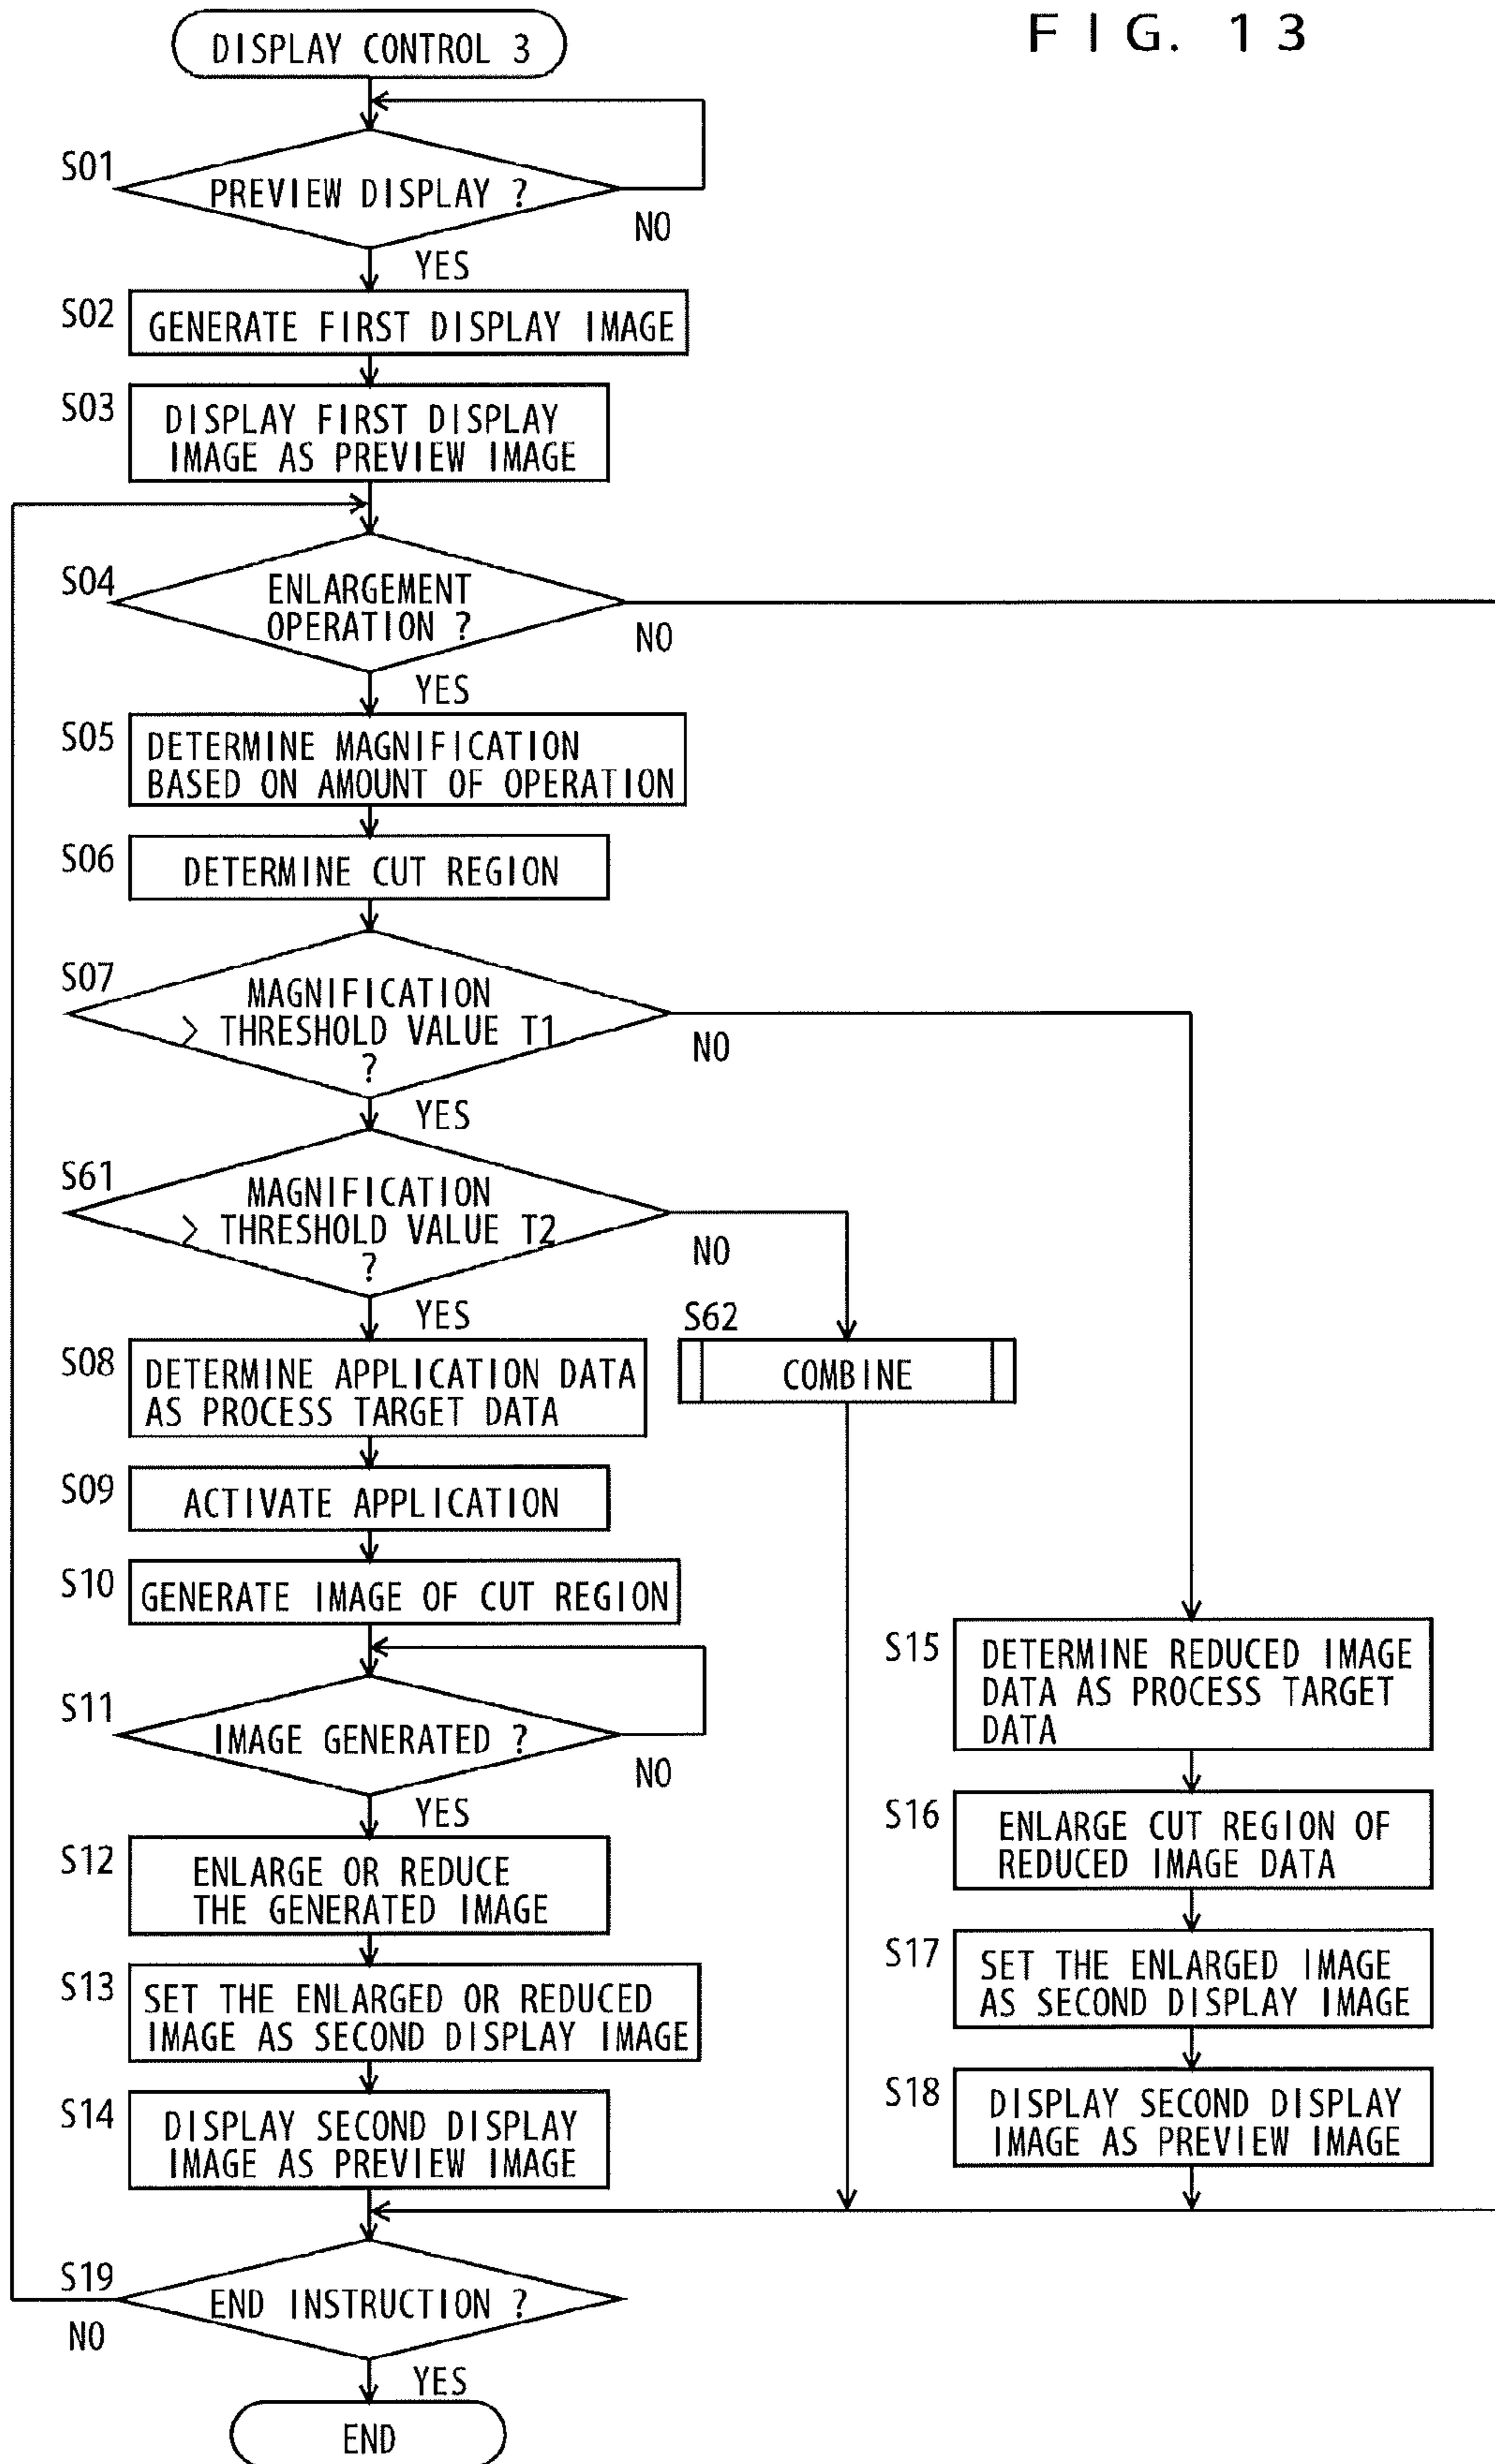 FIG. 13
DISPLAY CONTROL 3
S01
PREVIEW DISPLAY ?
NO
YES
S02
GENERATE FIRST DISPLAY IMAGE
S03
DISPLAY FIRST DISPLAY
IMAGE AS PREVIEW IMAGE
S04
ENLARGEMENT
OPERATION ?
NO
YES
S05
DETERMINE MAGNIFICATION
BASED ON AMOUNT OF OPERATION
S06
DETERMINE CUT REGION
S07
MAGNIFICATION
> THRESHOLD VALUE T1
?
NO
YES
S61
MAGNIFICATION
> THRESHOLD VALUE T2
?
NO
YES
S62
COMBINE
S08
DETERMINE APPLICATION DATA
AS PROCESS TARGET DATA
S09
ACTIVATE APPLICATION
S10
GENERATE IMAGE OF CUT REGION
S11
IMAGE GENERATED ?
NO
YES
S12
ENLARGE OR REDUCE
THE GENERATED IMAGE
S13
SET THE ENLARGED OR REDUCED
IMAGE AS SECOND DISPLAY IMAGE
S14
DISPLAY SECOND DISPLAY
IMAGE AS PREVIEW IMAGE
S15
DETERMINE REDUCED IMAGE
DATA AS PROCESS TARGET
DATA
S16
ENLARGE CUT REGION OF
REDUCED IMAGE DATA
S17
SET THE ENLARGED IMAGE
AS SECOND DISPLAY IMAGE
S18
DISPLAY SECOND DISPLAY
IMAGE AS PREVIEW IMAGE
S19
END INSTRUCTION ?
NO
YES
END